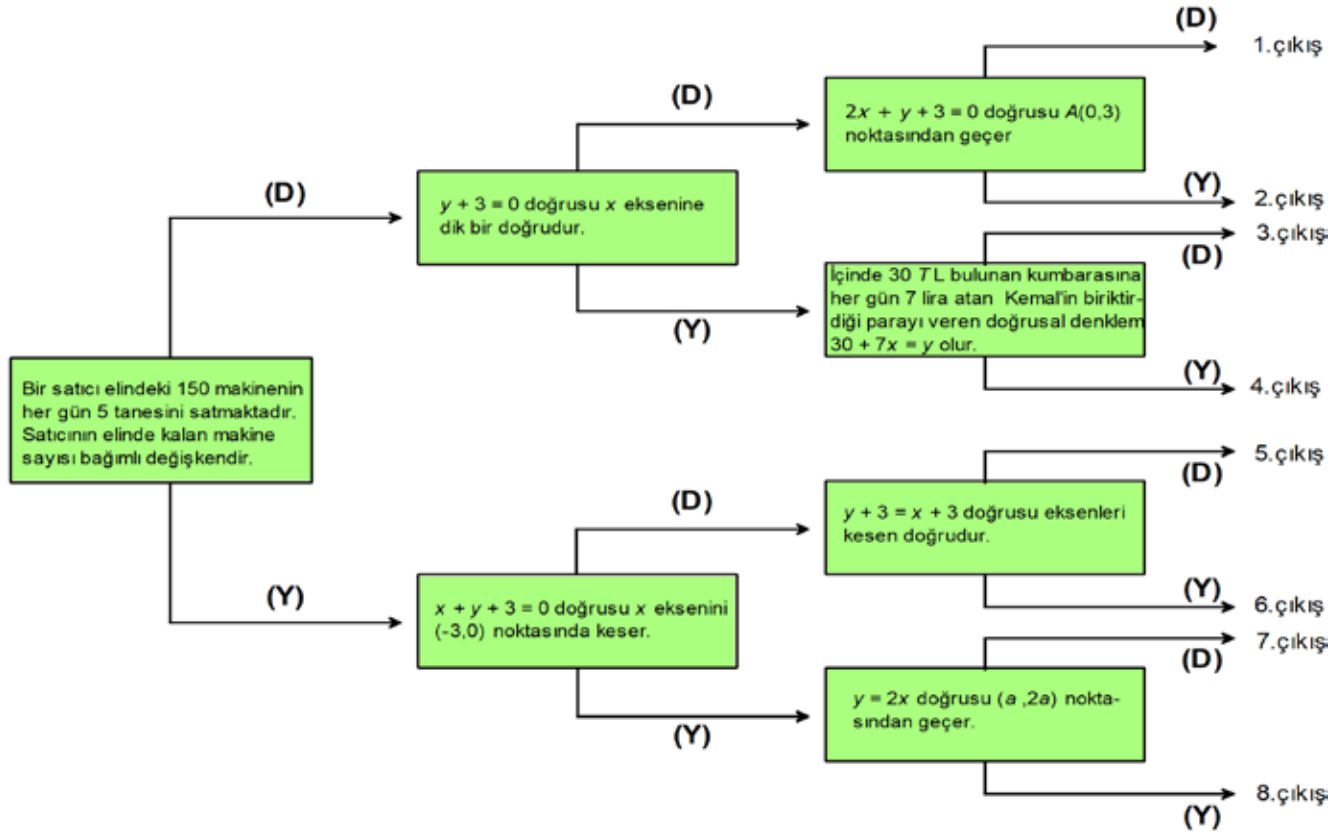 (D)
1.çıkış
(D)
2x + y + 3 = 0 doğrusu A(0,3)
noktasından geçer
(D)
(Y)
y + 3 = 0 doğrusu x eksenine
dik bir doğrudur.
2.çıkış
3.çıkış
(D)
İçinde 30 TL bulunan kumbarasına
her gün 7 lira atan Kemal'in biriktir-
diği parayı veren doğrusal denklem
30 + 7x = y olur.
(Y)
(Y)
4.çıkış
Bir satıcı elindeki 150 makinenin
her gün 5 tanesini satmaktadır.
Satıcının elinde kalan makine
sayısı bağımlı değişkendir.
5.çıkış
(D)
(D)
y + 3 = x + 3 doğrusu eksenleri
kesen doğrudur.
(Y)
(Y)
6.çıkış
x + y + 3 = 0 doğrusu x eksenini
(-3,0) noktasında keser.
7.çıkış
(D)
y = 2x doğrusu (a ,2a) nokta-
sından geçer.
(Y)
8.çıkış
(Y)